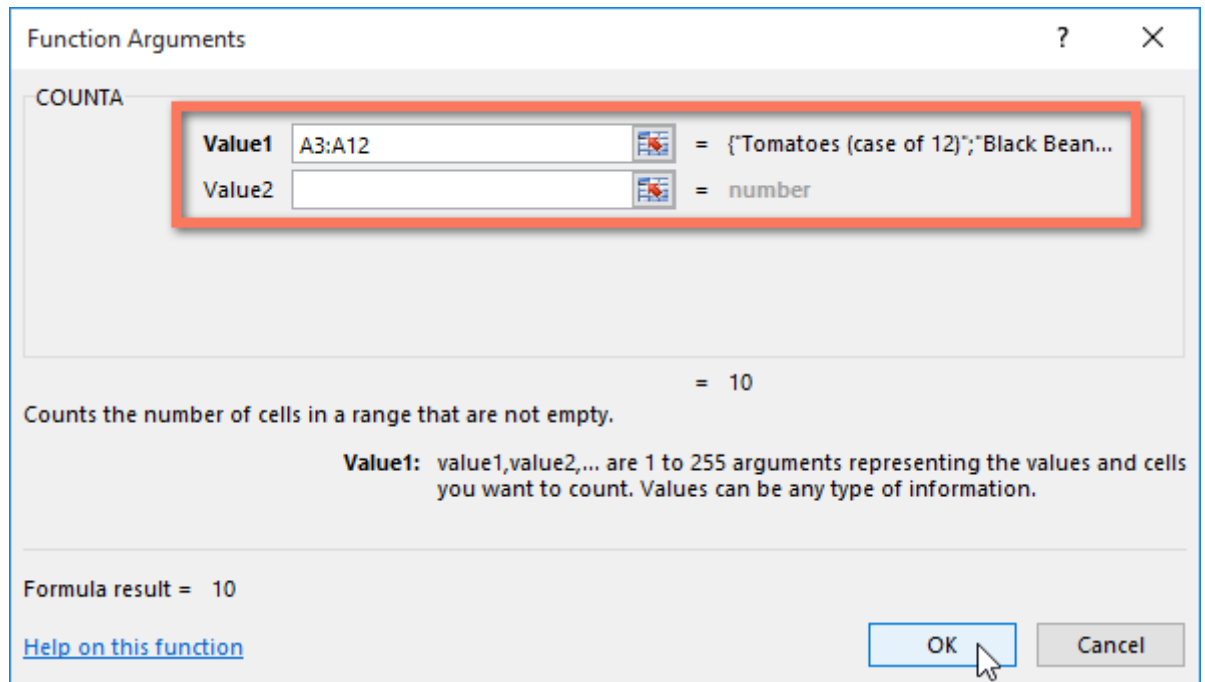 Function Arguments ? X
COUNTA
Value1 A3:A12 = {"Tomatoes (case of 12)";"Black Bean...
Value2 = number
= 10
Counts the number of cells in a range that are not empty.
Value1: value1,value2,... are 1 to 255 arguments representing the values and cells
you want to count. Values can be any type of information.
Formula result = 10
Help on this function OK Cancel